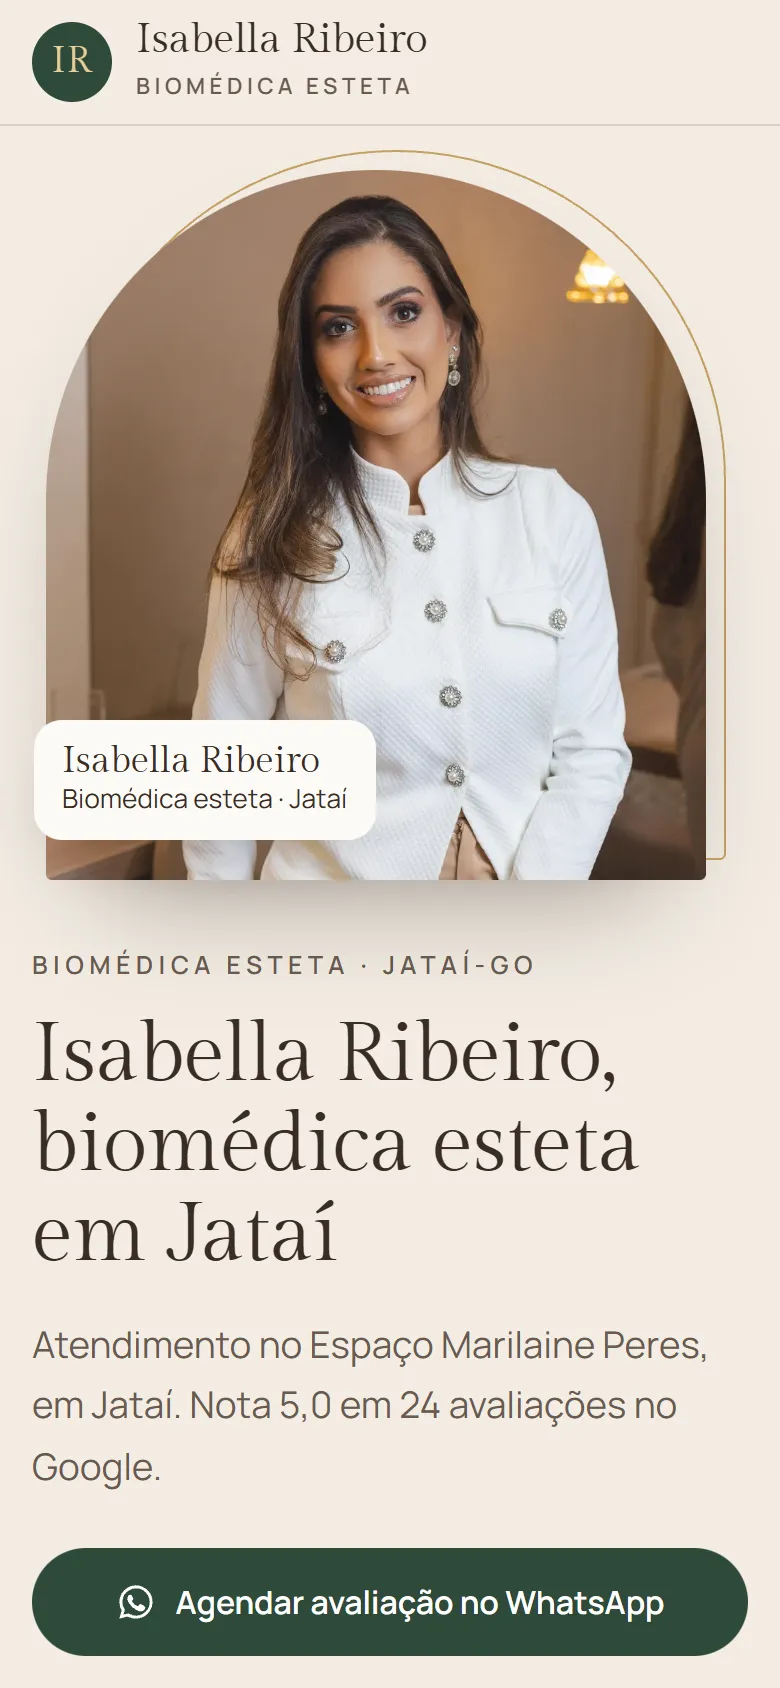 IR
Isabella Ribeiro
BIOMÉDICA ESTETA
Isabella Ribeiro
Biomédica esteta · Jataí
BIOMÉDICA ESTETA · JATAÍ-GO
Isabella Ribeiro,
biomédica esteta
em Jataí
Atendimento no Espaço Marilaine Peres,
em Jataí. Nota 5,0 em 24 avaliações no
Google.
Agendar avaliação no WhatsApp